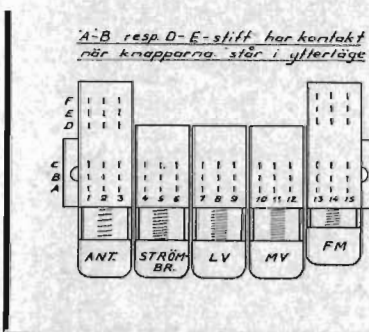 A-B resp. D-E-stift har kontakt
när knapparna står i ytterläge
F
E
D
C
B
A
1 2 3 4 5 6 7 8 9 10 11 12 13 14 15
ANT. STRÖM- LV MV FM
BR.